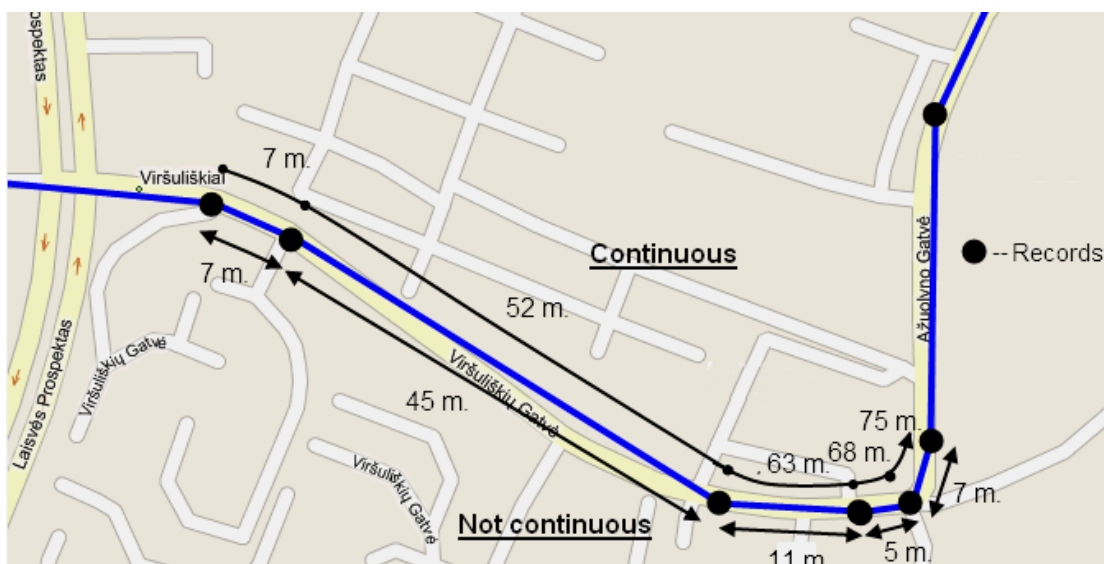 Prospektas
Viršuliškiai
7 m.
7 m.
Continuous
-- Records
Ažuolyno Gatvė
52 m.
Laisvės Prospektas
Viršuliškių Gatvė
Viršuliškių Gatvė
45 m.
75 m.
68 m.
63 m.
Viršuliškių Gatvė
7 m.
Not continuous
11 m.
5 m.